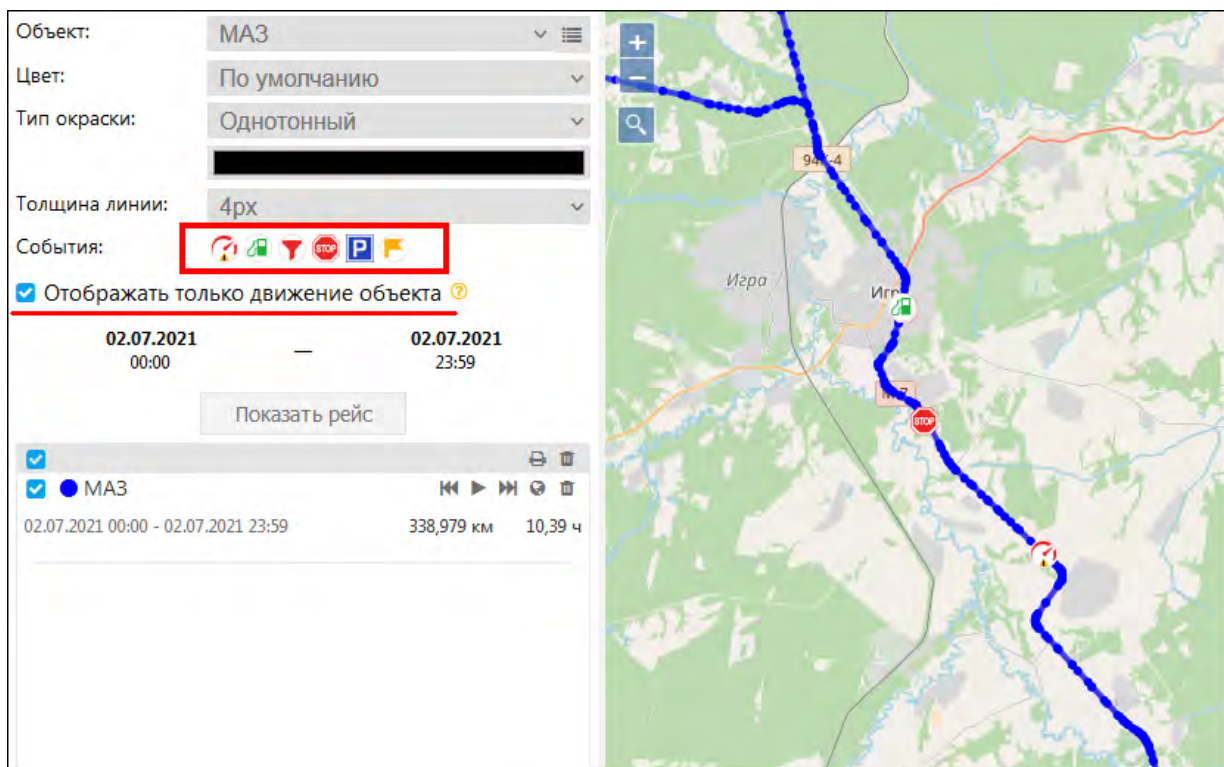 Объект: МАЗ
Цвет: По умолчанию
Тип окраски: Однотонный
Толщина линии: 4px
События: STOP P
Отображать только движение объекта ?
02.07.2021 — 02.07.2021
00:00 23:59
Показать рейс
МАЗ
02.07.2021 00:00 - 02.07.2021 23:59 338,979 км 10,39 ч
+
−
Игра
STOP